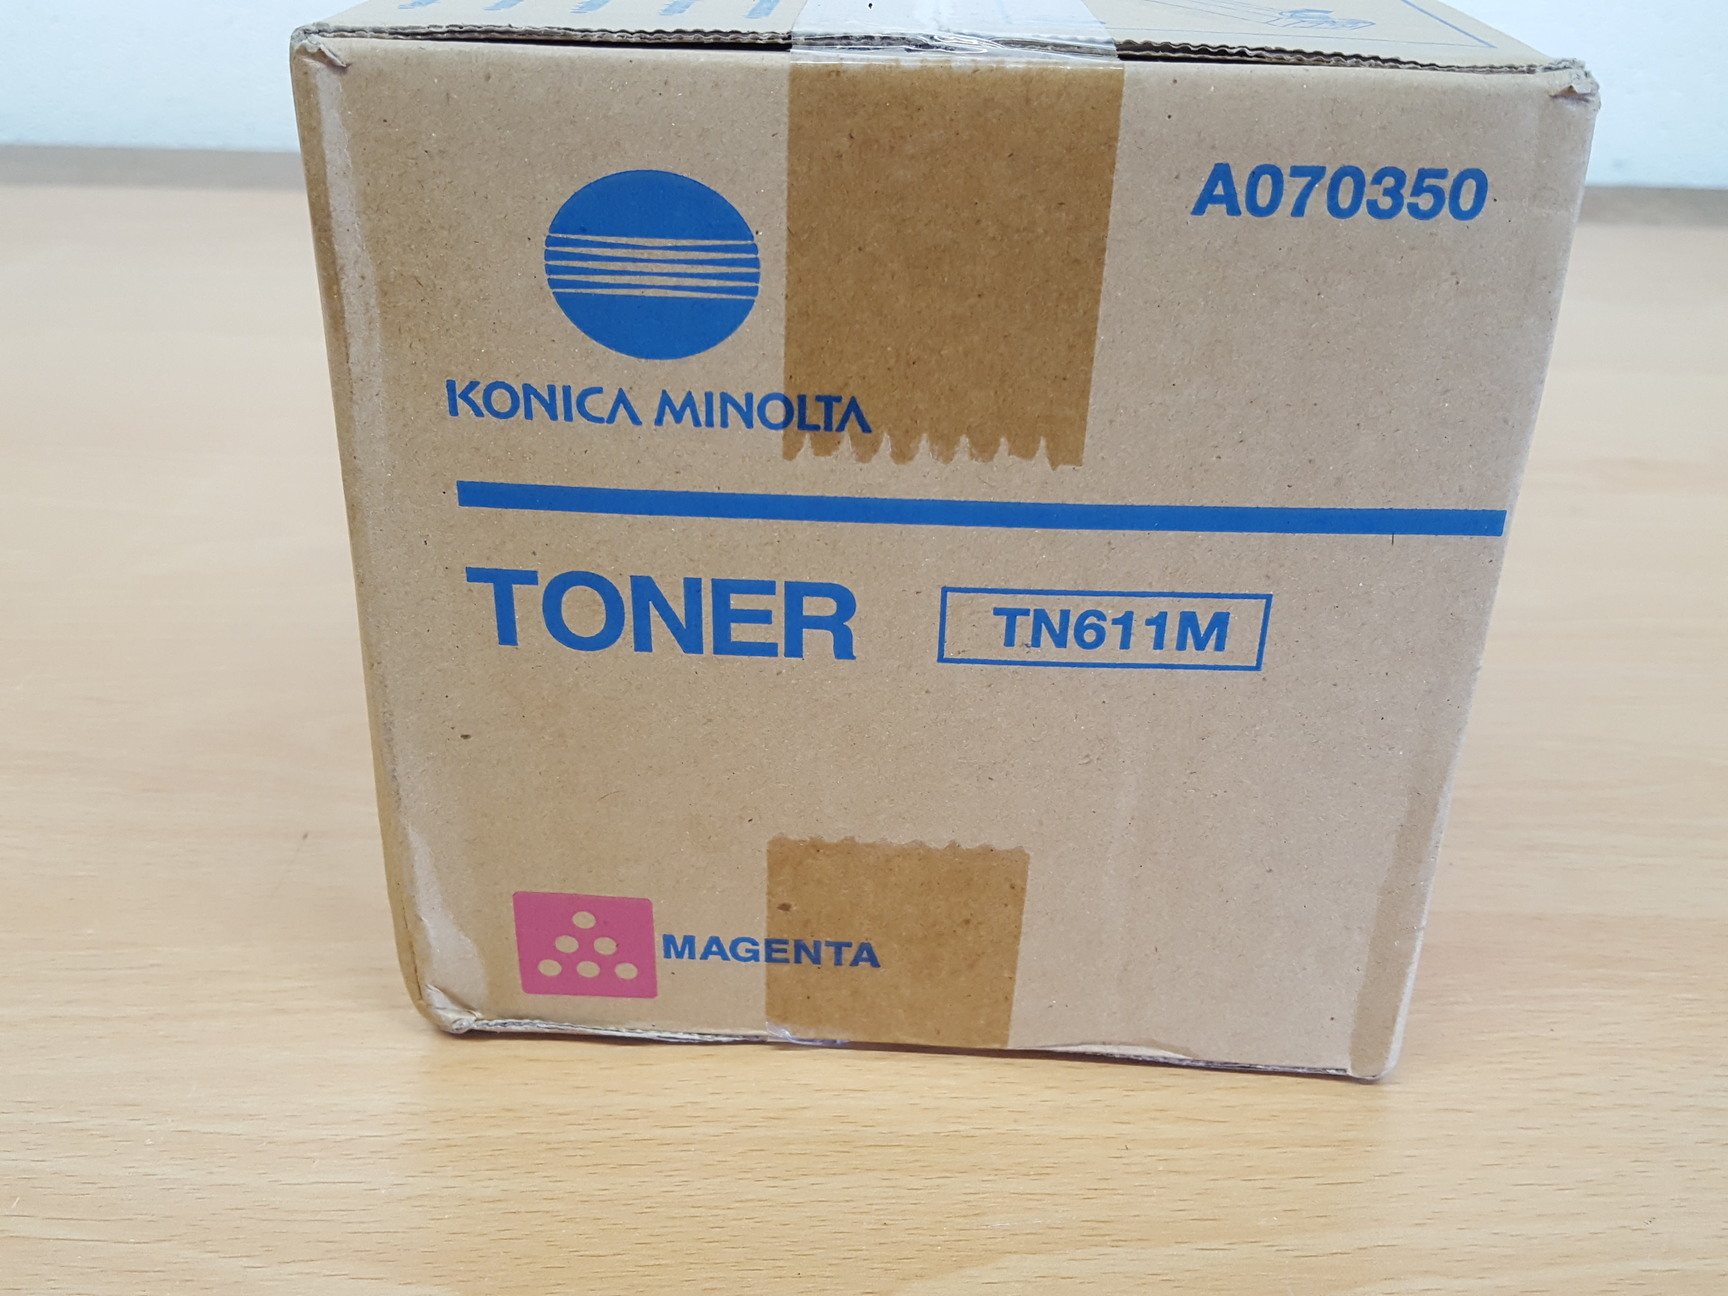 A070350
KONICA MINOLTA
TONER TN611M
MAGENTA